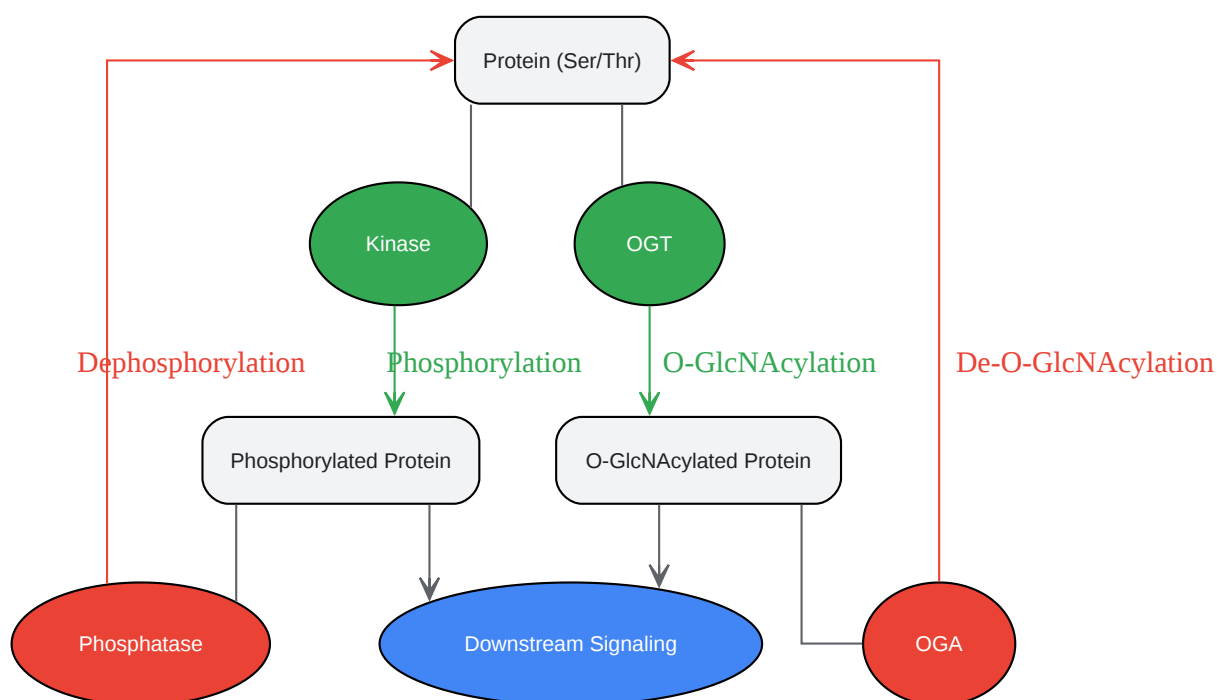 Protein (Ser/Thr)
Kinase
OGT
Dephosphorylation
Phosphorylation
O-GlcNAcylation
De-O-GlcNAcylation
Phosphorylated Protein
O-GlcNAcylated Protein
Phosphatase
Downstream Signaling
OGA